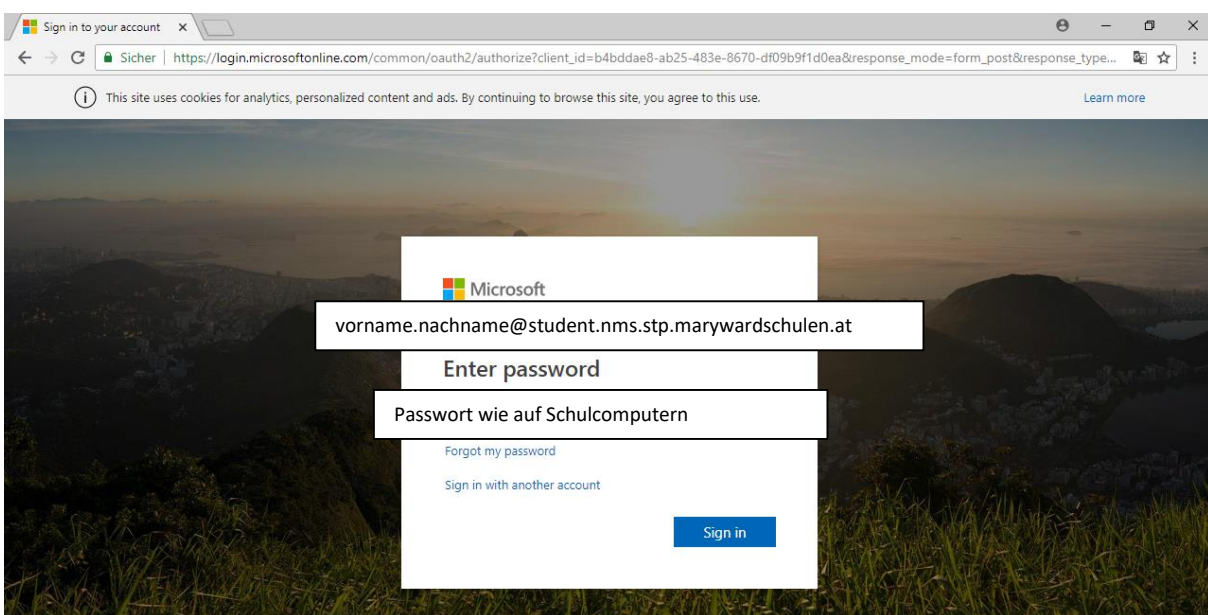 Sign in to your account
Sicher | https://login.microsoftonline.com/common/oauth2/authorize?client_id=b4bddae8-ab25-483e-8670-df09b9f1d0ea&response_mode=form_post&response_type...
This site uses cookies for analytics, personalized content and ads. By continuing to browse this site, you agree to this use. Learn more
Microsoft
vorname.nachname@student.nms.stp.marywardschulen.at
Enter password
Passwort wie auf Schulcomputern
Forgot my password
Sign in with another account
Sign in